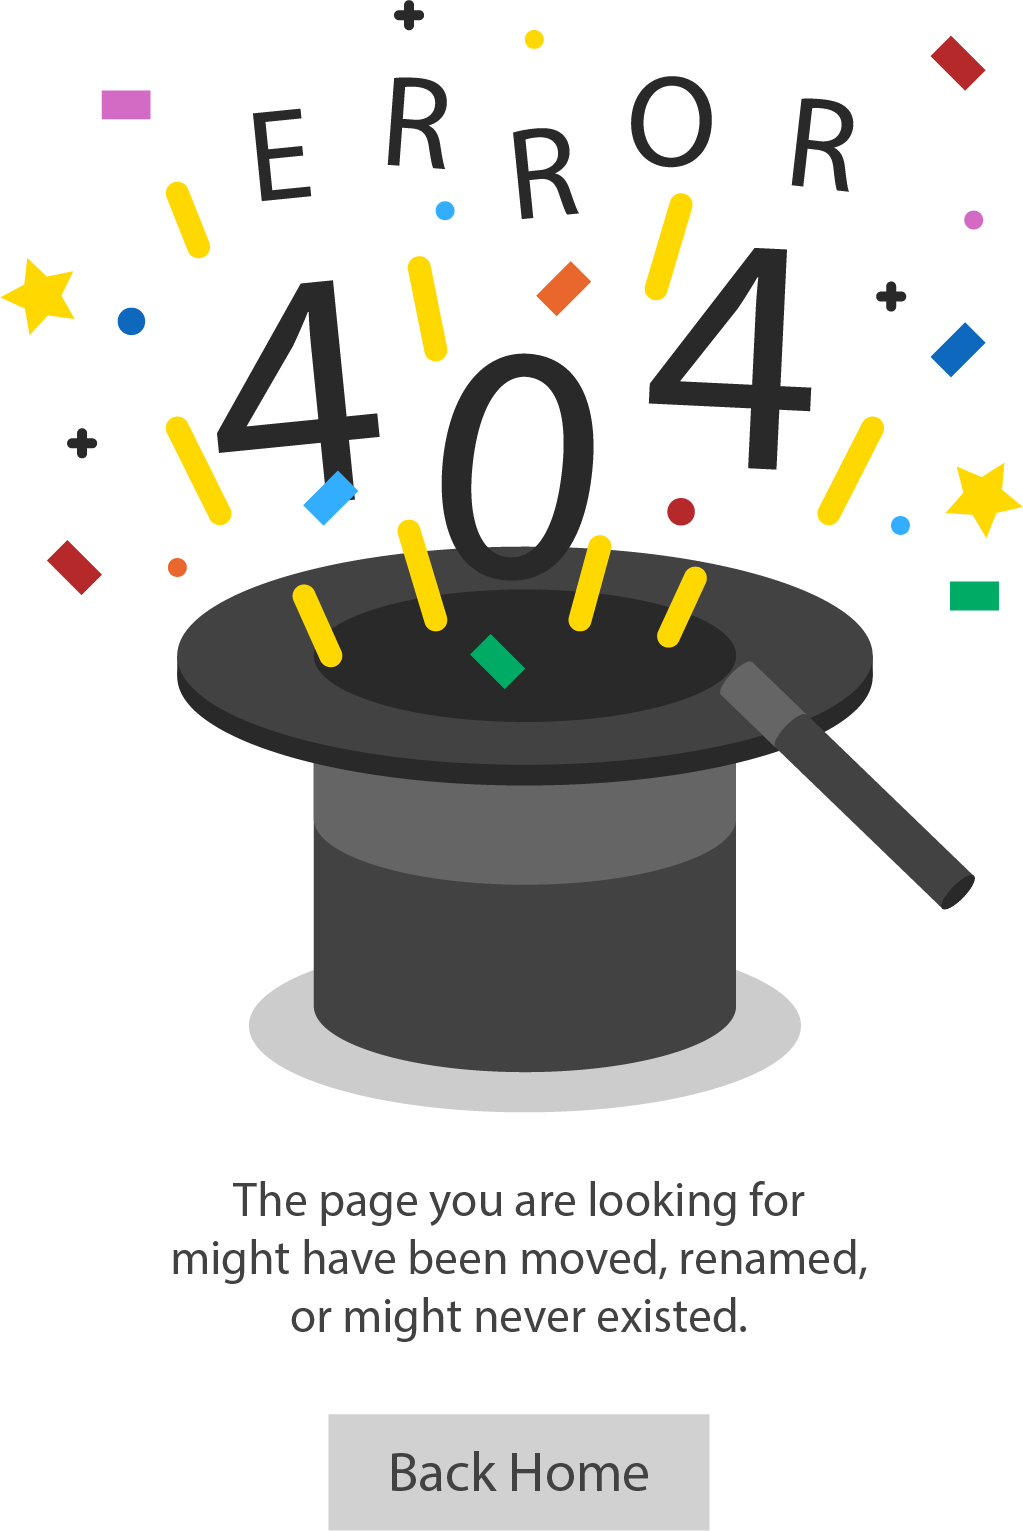 ERROR
404
The page you are looking for
might have been moved, renamed,
or might never existed.
Back Home